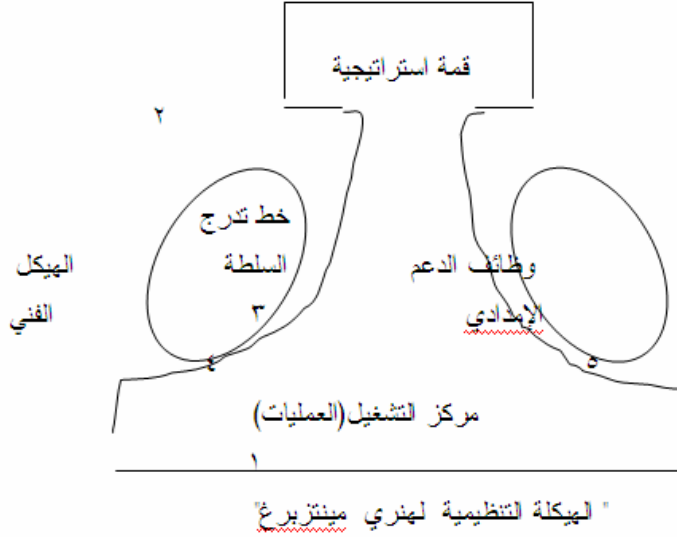 قمة استراتيجية
٢
خط تدرج
السلطة
٣
الهيكل
الفني
٤
وظائف الدعم
الإمدادي
٥
مركز التشغيل(العمليات)
١
" الهيكلة التنظيمية لهنري مينتزبرغ"